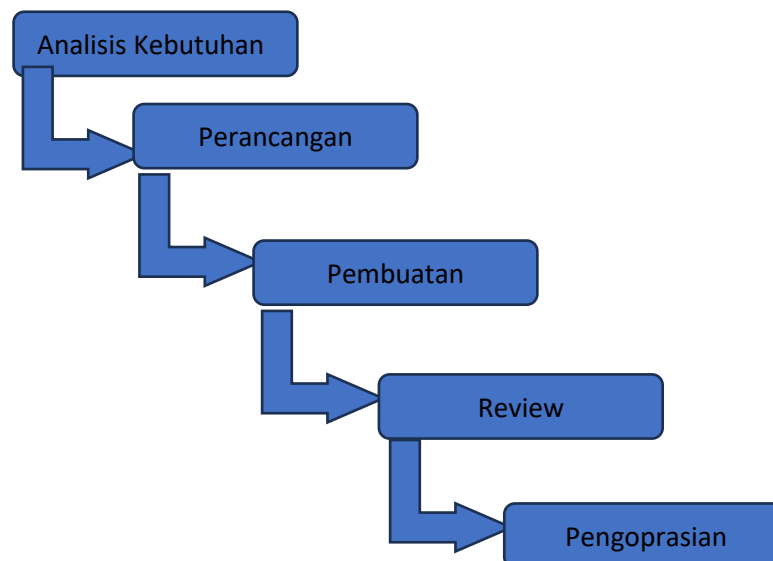 Analisis Kebutuhan
Perancangan
Pembuatan
Review
Pengoprasian